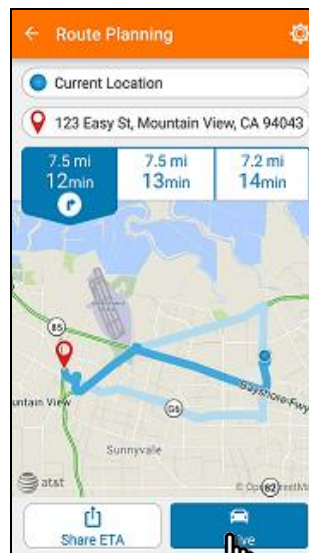 Route Planning
Current Location
123 Easy St, Mountain View, CA 94043
7.5 mi
12min
7.5 mi
13min
7.2 mi
14min
85
Bayshore Fwy
untain View
G6
Sunnyvale
at&t
82
Share ETA